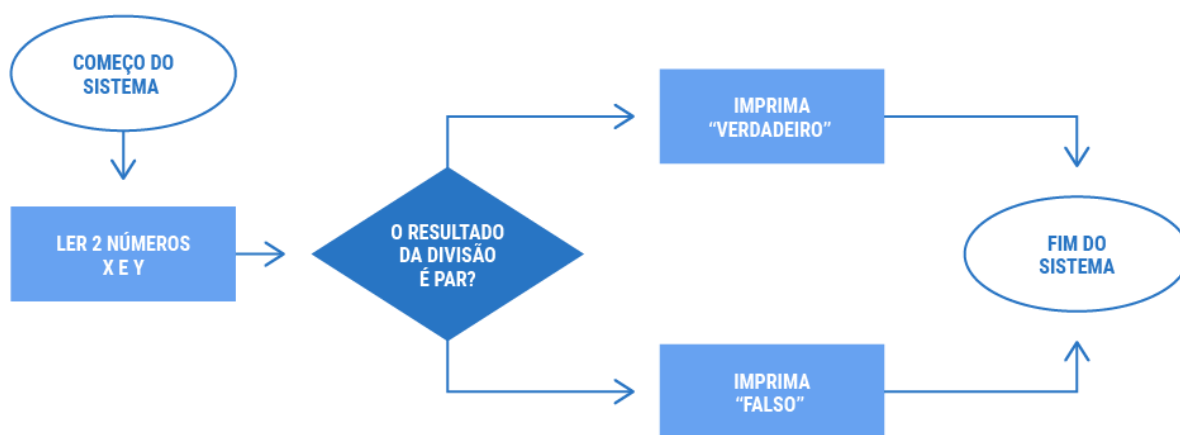 COMEÇO DO
SISTEMA
LER 2 NÚMEROS
X E Y
O RESULTADO
DA DIVISÃO
É PAR?
IMPRIMA
“VERDADEIRO”
IMPRIMA
“FALSO”
FIM DO
SISTEMA